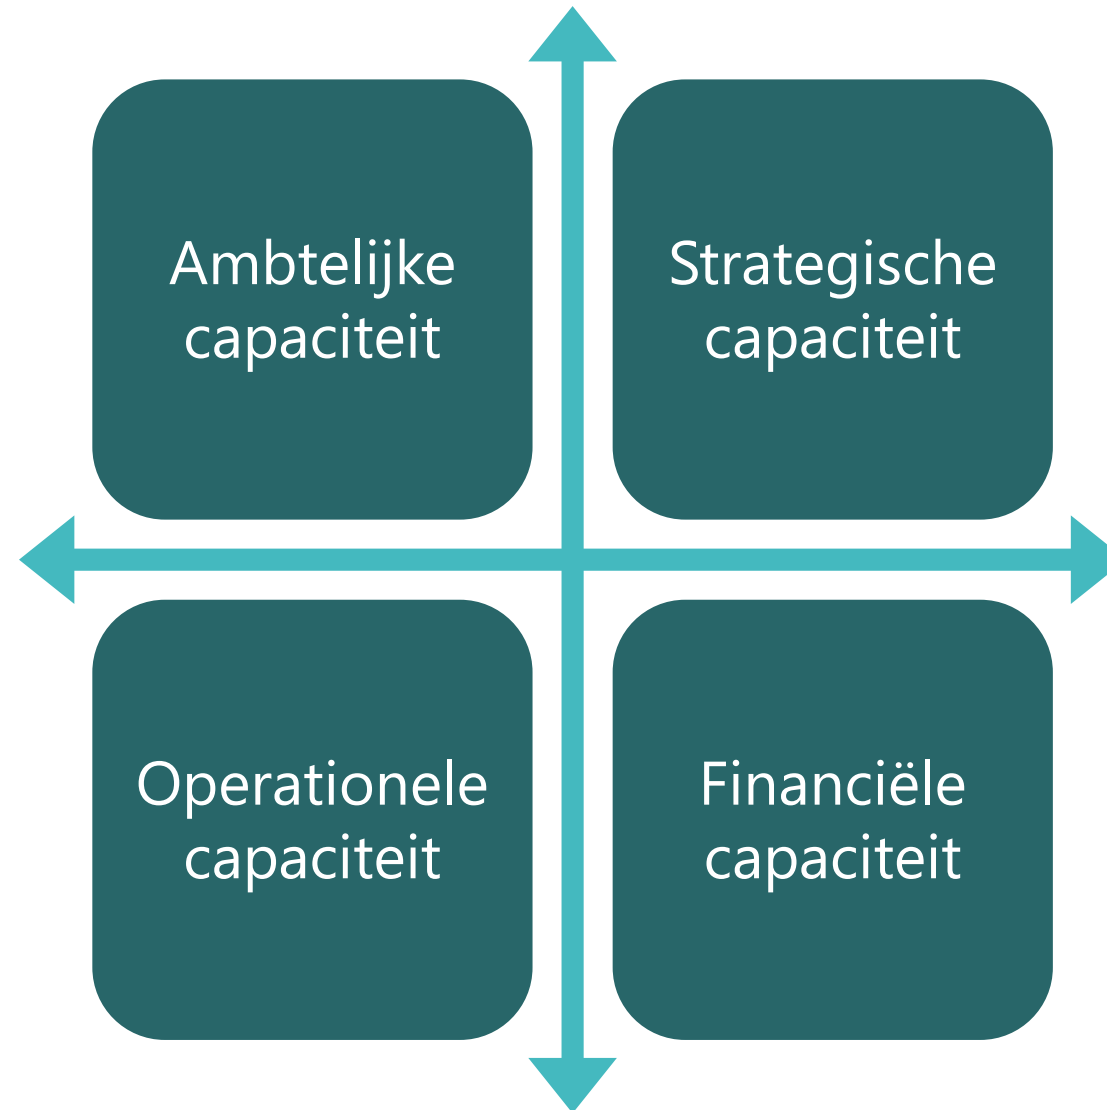 Ambtelijke
capaciteit
Strategische
capaciteit
Operationele
capaciteit
Financiële
capaciteit